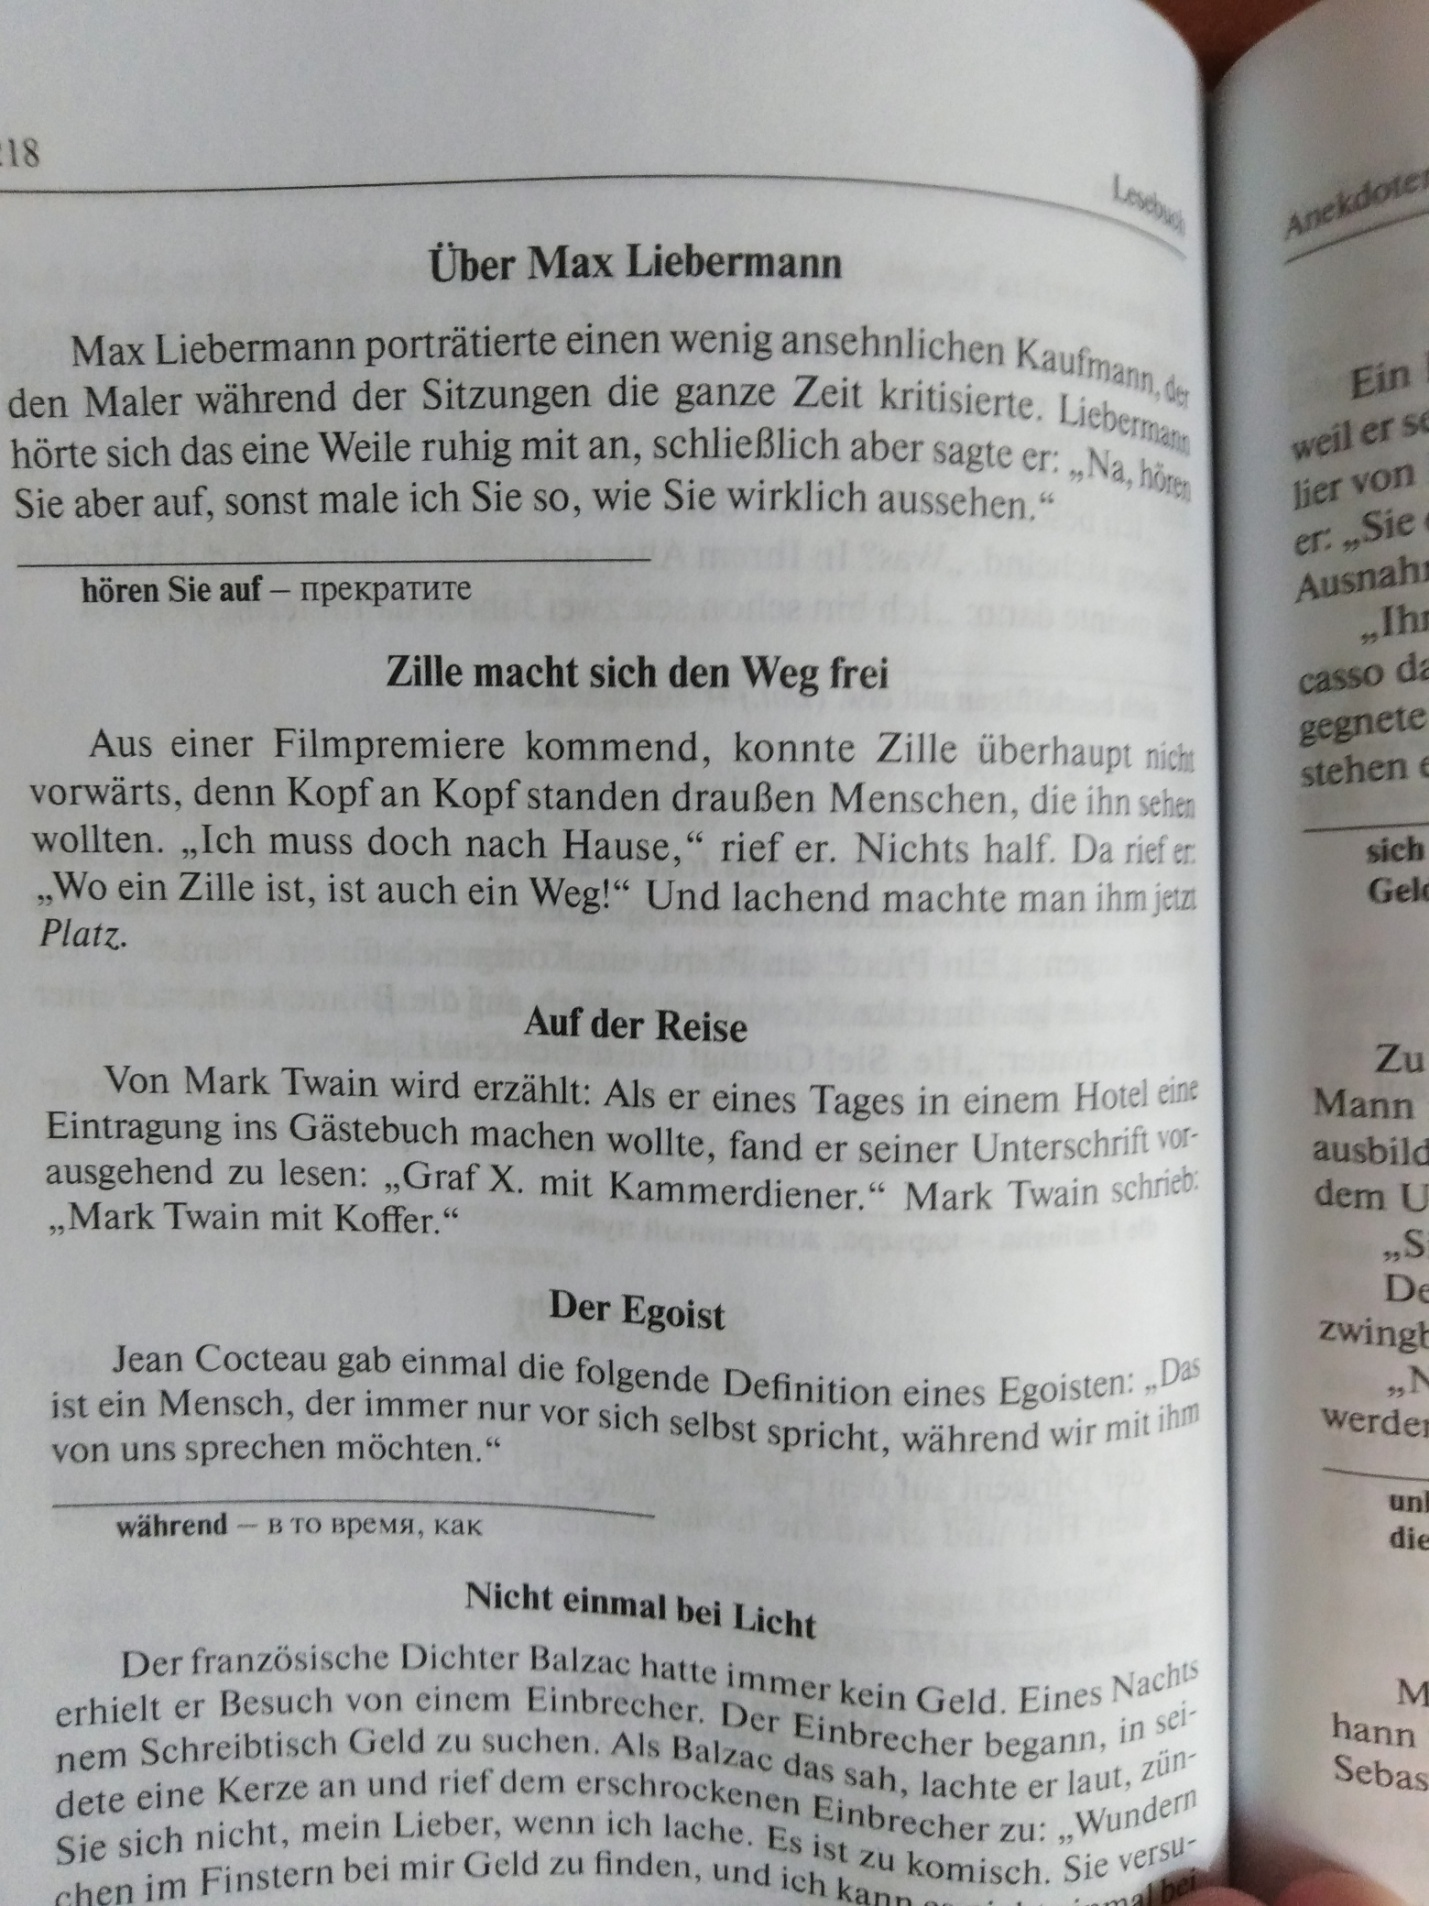 218
Lesebuch
Über Max Liebermann
Max Liebermann porträtierte einen wenig ansehnlichen Kaufmann, der
den Maler während der Sitzungen die ganze Zeit kritisierte. Liebermann
hörte sich das eine Weile ruhig mit an, schließlich aber sagte er: „Na, hören
Sie aber auf, sonst male ich Sie so, wie Sie wirklich aussehen.“
hören Sie auf – прекратите
Zille macht sich den Weg frei
Aus einer Filmpremiere kommend, konnte Zille überhaupt nicht
vorwärts, denn Kopf an Kopf standen draußen Menschen, die ihn sehen
wollten. „Ich muss doch nach Hause,“ rief er. Nichts half. Da rief er:
„Wo ein Zille ist, ist auch ein Weg!“ Und lachend machte man ihm jetzt
Platz.
Auf der Reise
Von Mark Twain wird erzählt: Als er eines Tages in einem Hotel eine
Eintragung ins Gästebuch machen wollte, fand er seiner Unterschrift vor-
ausgehend zu lesen: „Graf X. mit Kammerdiener.“ Mark Twain schrieb:
„Mark Twain mit Koffer.“
Der Egoist
Jean Cocteau gab einmal die folgende Definition eines Egoisten: „Das
ist ein Mensch, der immer nur vor sich selbst spricht, während wir mit ihm
von uns sprechen möchten.“
während – в то время, как
Nicht einmal bei Licht
Der französische Dichter Balzac hatte immer kein Geld. Eines Nachts
erhielt er Besuch von einem Einbrecher. Der Einbrecher begann, in sei-
nem Schreibtisch Geld zu suchen. Als Balzac das sah, lachte er laut, zün-
dete eine Kerze an und rief dem erschrockenen Einbrecher zu: „Wundern
Sie sich nicht, mein Lieber, wenn ich lache. Es ist zu komisch. Sie versu-
chen im Finstern bei mir Geld zu finden, und ich kann bei
Anekdoten
Ein
weil er
lier von
er: „Sie
casso
gegnete
stehen
sich
Zu
Mann
dem
werden
die
hann